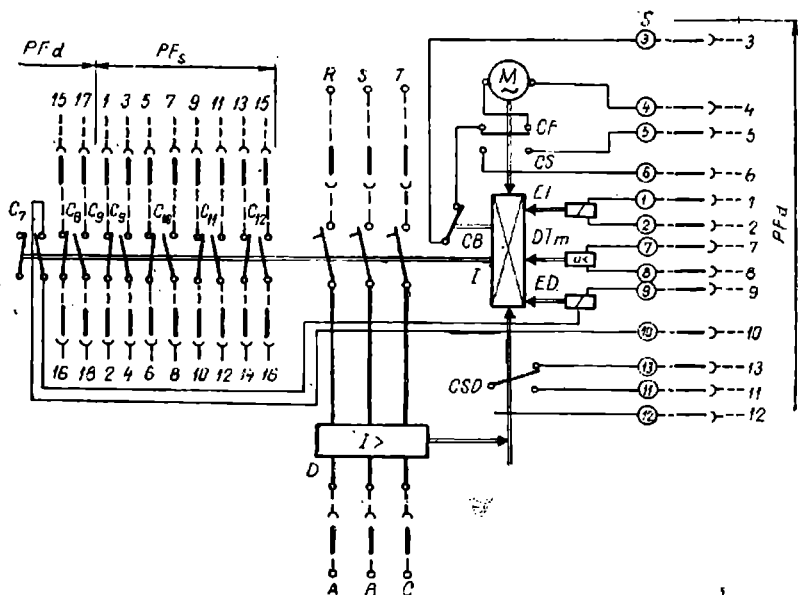 S
PFd PFs
3 3
R S T
M
~
15 17 1 3 5 7 9 11 13 15
4 4
CF
5 5
CS
6 6
EI 1 1
2 2
C7 C8 C9 C9 C10 C11 C12
CB DTm 7 7
I u< 8 8
ED 9 9
PFd
10 10
16 18 2 4 6 8 10 12 14 16
13 13
CSD 11 11
12 12
I >
D
A B C